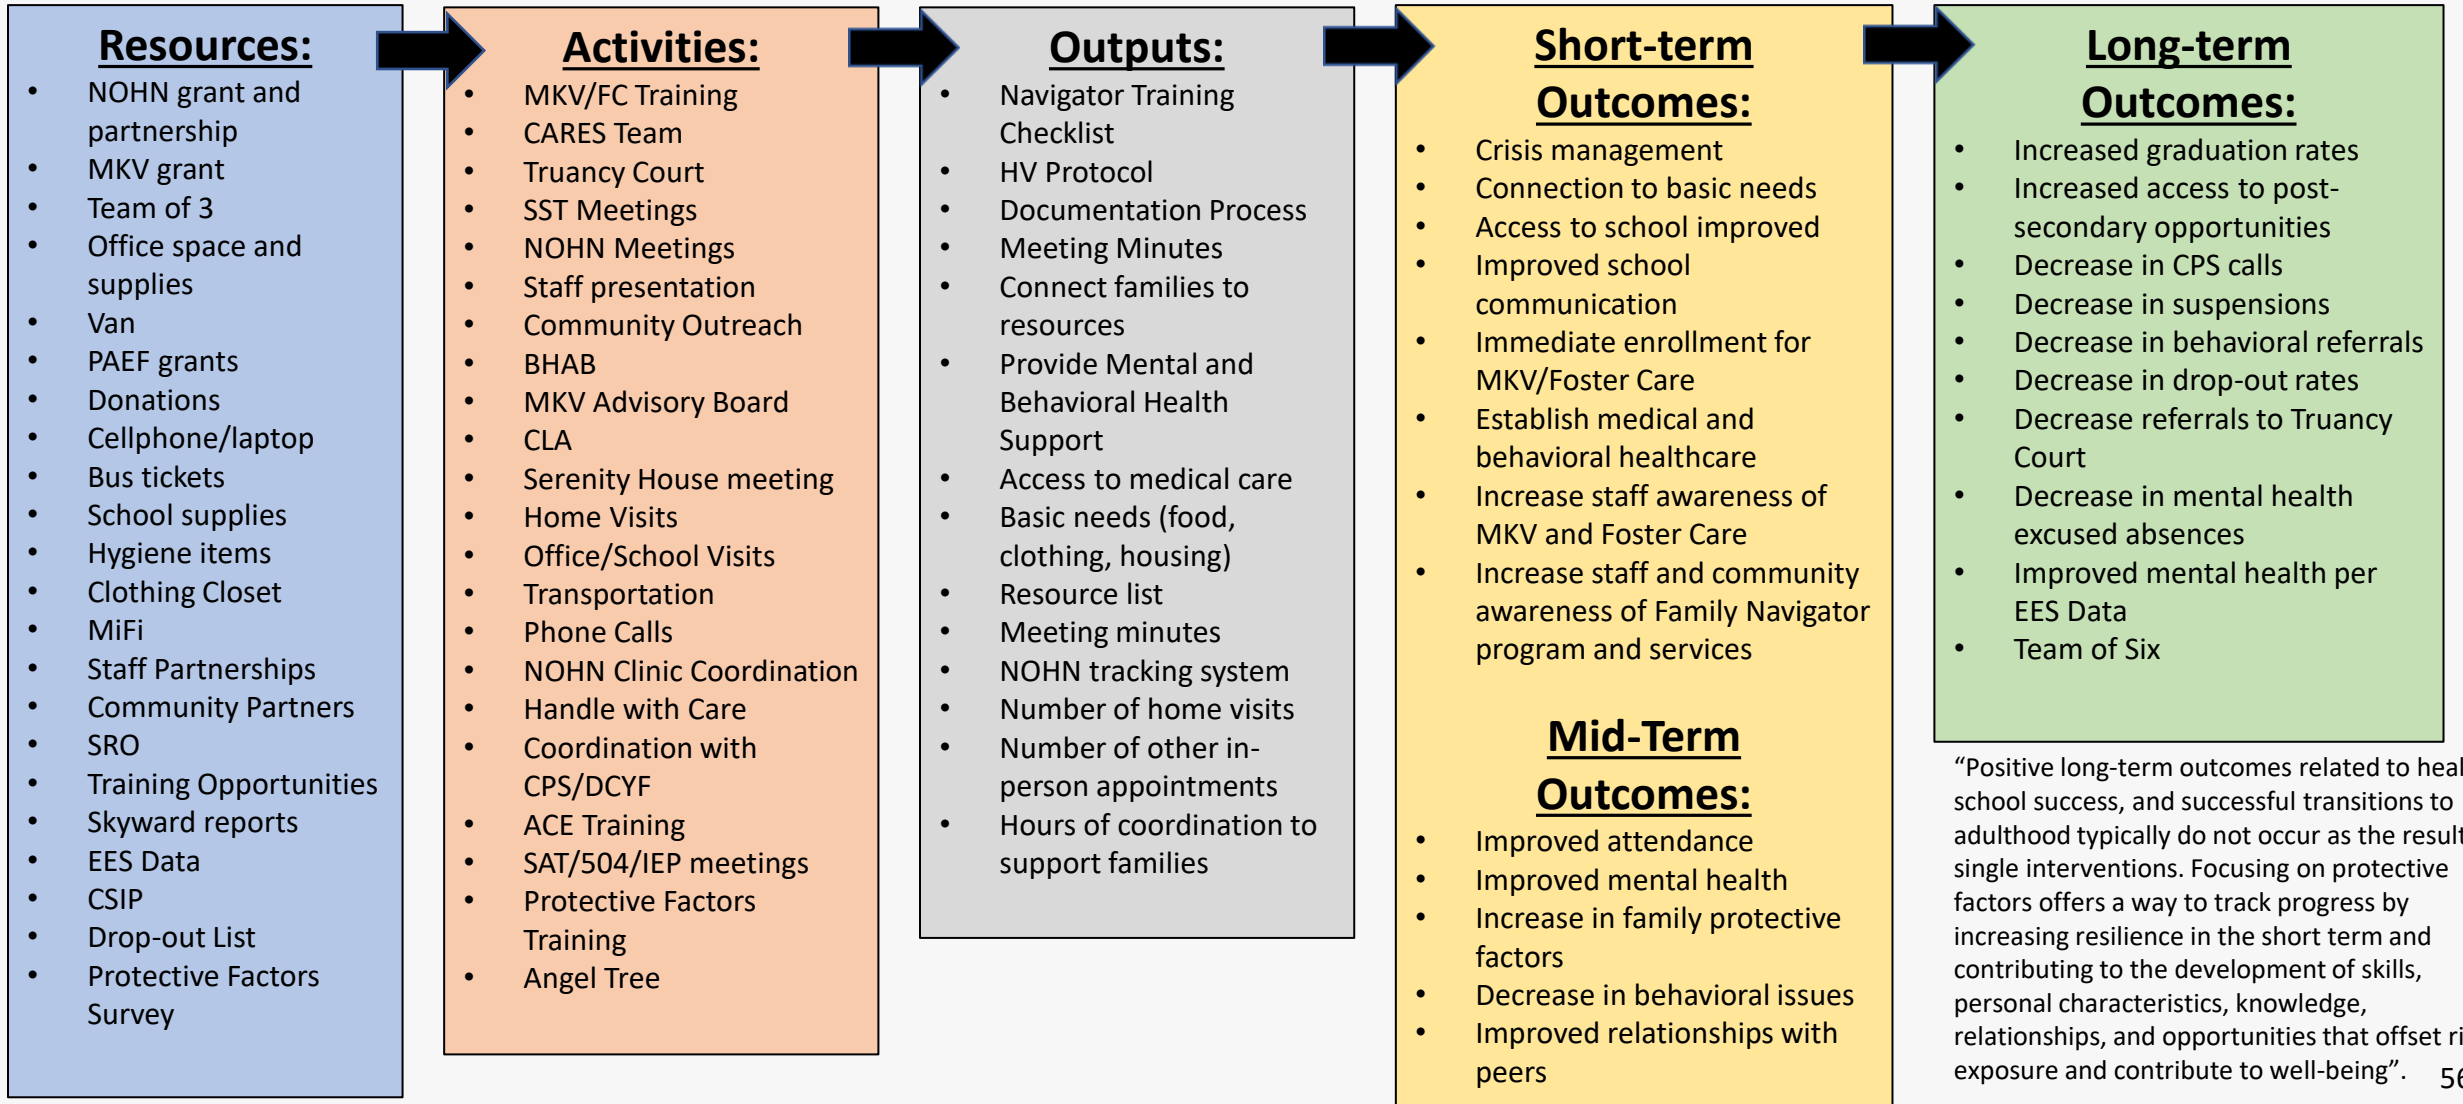 Resources:
• NOHN grant and
partnership
• MKV grant
• Team of 3
• Office space and
supplies
• Van
• PAEF grants
• Donations
• Cellphone/laptop
• Bus tickets
• School supplies
• Hygiene items
• Clothing Closet
• MiFi
• Staff Partnerships
• Community Partners
• SRO
• Training Opportunities
• Skyward reports
• EES Data
• CSIP
• Drop-out List
• Protective Factors
Survey
Activities:
• MKV/FC Training
• CARES Team
• Truancy Court
• SST Meetings
• NOHN Meetings
• Staff presentation
• Community Outreach
• BHAB
• MKV Advisory Board
• CLA
• Serenity House meeting
• Home Visits
• Office/School Visits
• Transportation
• Phone Calls
• NOHN Clinic Coordination
• Handle with Care
• Coordination with
CPS/DCYF
• ACE Training
• SAT/504/IEP meetings
• Protective Factors
Training
• Angel Tree
Outputs:
• Navigator Training
Checklist
• HV Protocol
• Documentation Process
• Meeting Minutes
• Connect families to
resources
• Provide Mental and
Behavioral Health
Support
• Access to medical care
• Basic needs (food,
clothing, housing)
• Resource list
• Meeting minutes
• NOHN tracking system
• Number of home visits
• Number of other in-
person appointments
• Hours of coordination to
support families
Short-term
Outcomes:
• Crisis management
• Connection to basic needs
• Access to school improved
• Improved school
communication
• Immediate enrollment for
MKV/Foster Care
• Establish medical and
behavioral healthcare
• Increase staff awareness of
MKV and Foster Care
• Increase staff and community
awareness of Family Navigator
program and services
Mid-Term
Outcomes:
• Improved attendance
• Improved mental health
• Increase in family protective
factors
• Decrease in behavioral issues
• Improved relationships with
peers
Long-term
Outcomes:
• Increased graduation rates
• Increased access to post-
secondary opportunities
• Decrease in CPS calls
• Decrease in suspensions
• Decrease in behavioral referrals
• Decrease in drop-out rates
• Decrease referrals to Truancy
Court
• Decrease in mental health
excused absences
• Improved mental health per
EES Data
• Team of Six
“Positive long-term outcomes related to
school success, and successful transitions to
adulthood typically do not occur as the result
single interventions. Focusing on protective
factors offers a way to track progress by
increasing resilience in the short term and
contributing to the development of skills,
personal characteristics, knowledge,
relationships, and opportunities that offset
exposure and contribute to well-being”.